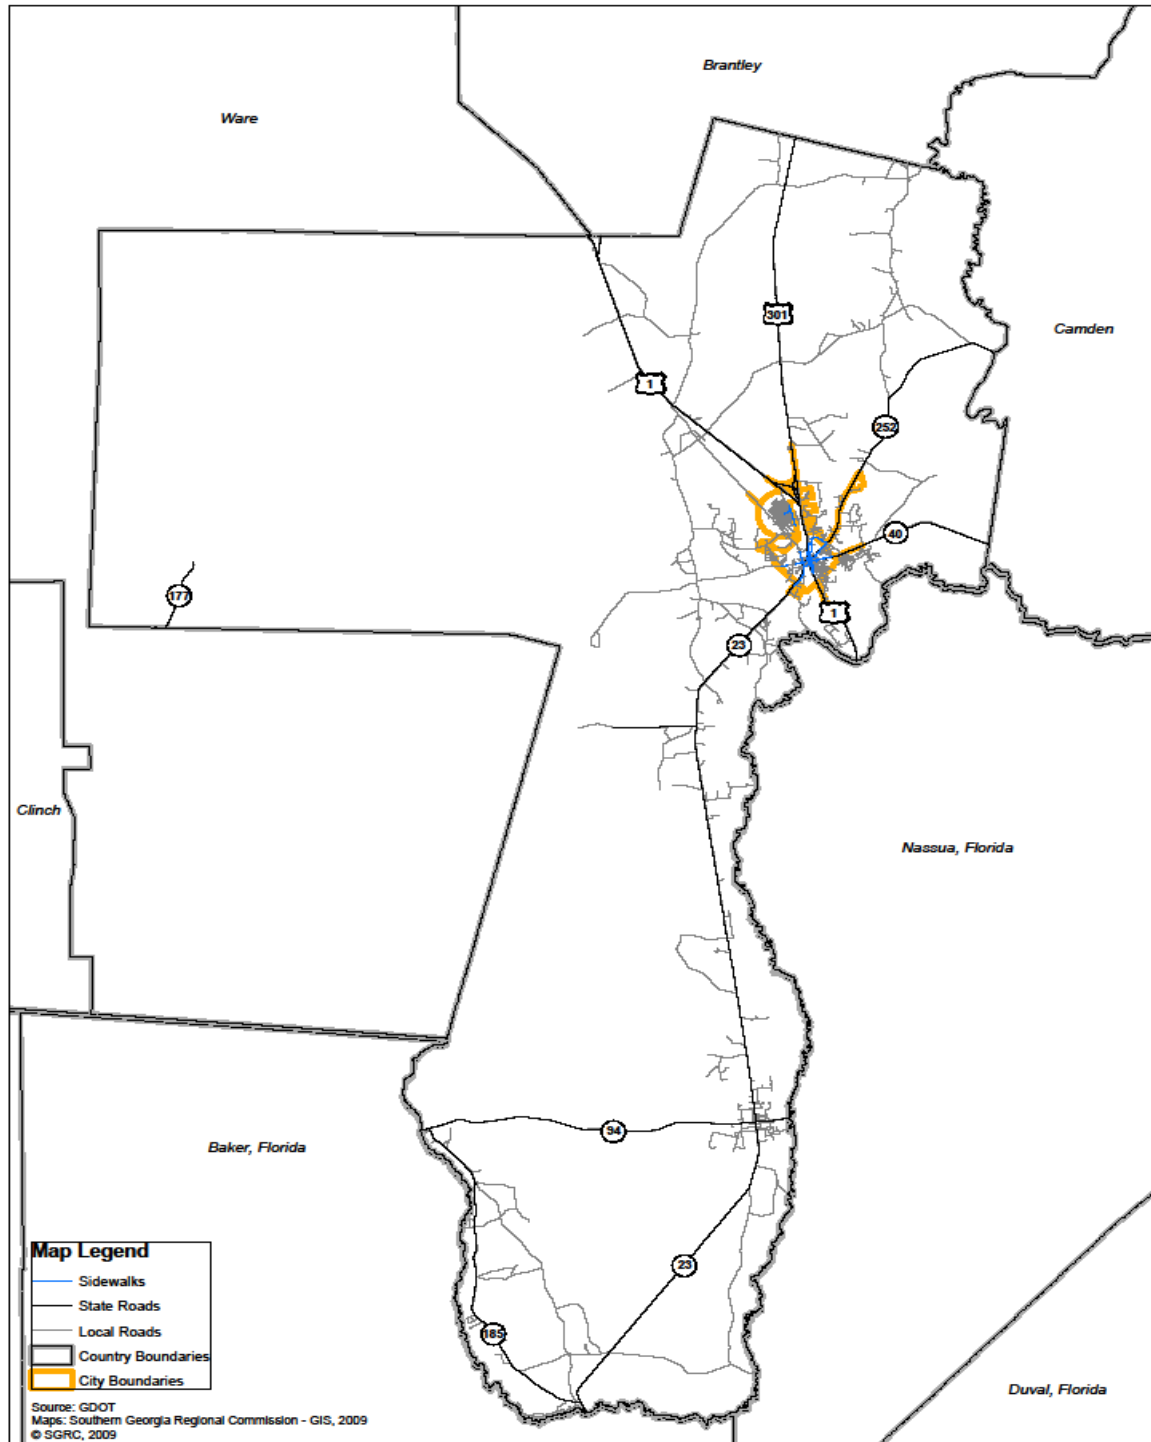 Brantley
Ware
301
Camden
1
252
40
177
1
23
Clinch
Nassua, Florida
94
Baker, Florida
23
185
Map Legend
Sidewalks
State Roads
Local Roads
Country Boundaries
City Boundaries
Duval, Florida
Source: GDOT
Maps: Southern Georgia Regional Commission - GIS, 2009
© SGRC, 2009